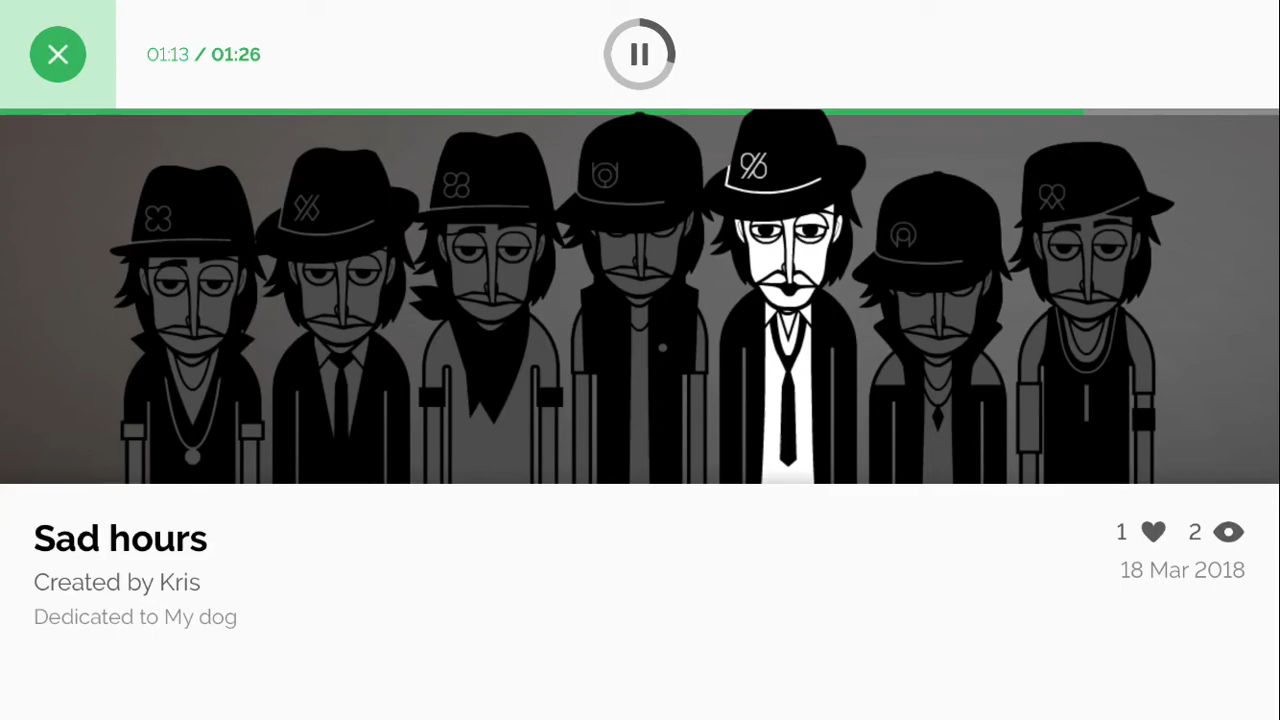 01:13 / 01:26
Sad hours
Created by Kris
Dedicated to My dog
1 2
18 Mar 2018